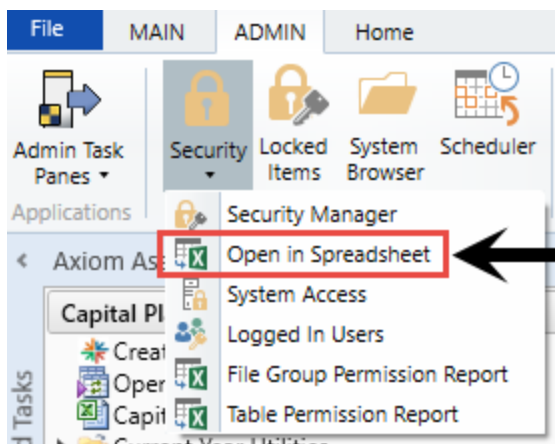 File MAIN ADMIN Home
Admin Task Panes
Security
Locked Items
System Browser
Scheduler
Applications
Security Manager
Axiom As
Open in Spreadsheet
System Access
Capital Pl
Logged In Users
Creat
File Group Permission Report
Oper
Table Permission Report
Capit
Current Year Utilities